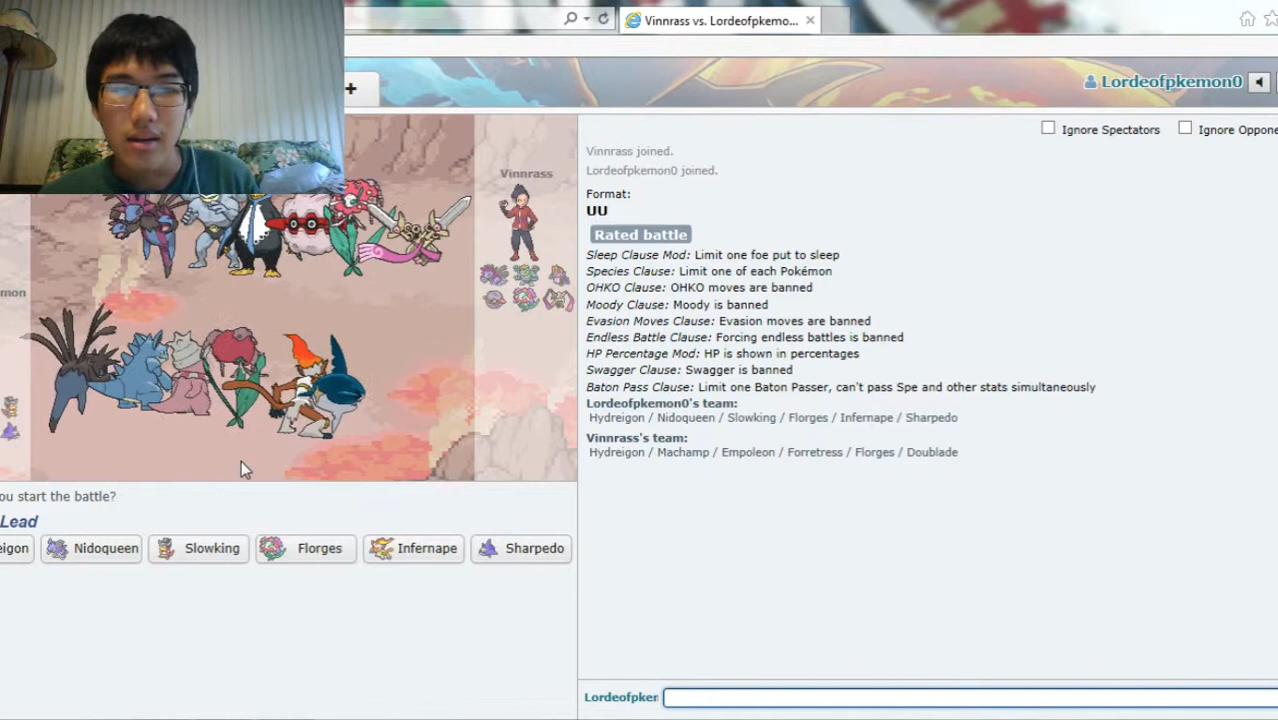 Vinnrass vs. Lordeofpkemo...
+
Lordeofpkemon0
Ignore Spectators
Ignore Oppone
Vinnrass joined.
Lordeofpkemon0 joined.
Format:
UU
Rated battle
Sleep Clause Mod: Limit one foe put to sleep
Species Clause: Limit one of each Pokémon
OHKO Clause: OHKO moves are banned
Moody Clause: Moody is banned
Evasion Moves Clause: Evasion moves are banned
Endless Battle Clause: Forcing endless battles is banned
HP Percentage Mod: HP is shown in percentages
Swagger Clause: Swagger is banned
Baton Pass Clause: Limit one Baton Passer, can't pass Spe and other stats simultaneously
Lordeofpkemon0's team:
Hydreigon / Nidoqueen / Slowking / Florges / Infernape / Sharpedo
Vinnrass's team:
Hydreigon / Machamp / Empoleon / Forretress / Florges / Doublade
Vinnrass
mon
ou start the battle?
Lead
eigon
Nidoqueen
Slowking
Florges
Infernape
Sharpedo
Lordeofpker